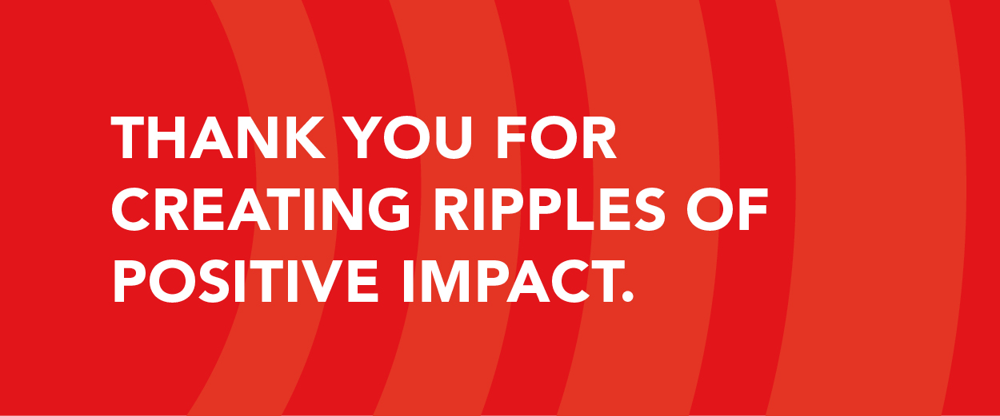 THANK YOU FOR
CREATING RIPPLES OF
POSITIVE IMPACT.